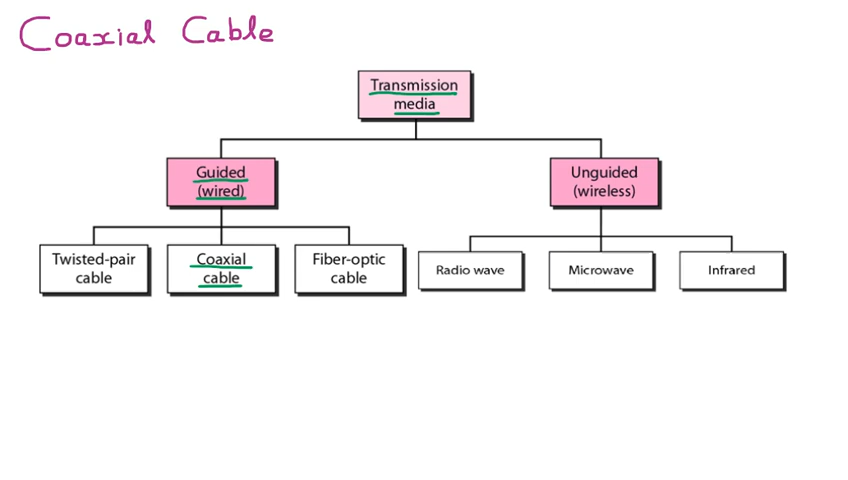 Coaxial Cable
Transmission
media
Guided
(wired)
Unguided
(wireless)
Twisted-pair
cable
Coaxial
cable
Fiber-optic
cable
Radio wave
Microwave
Infrared